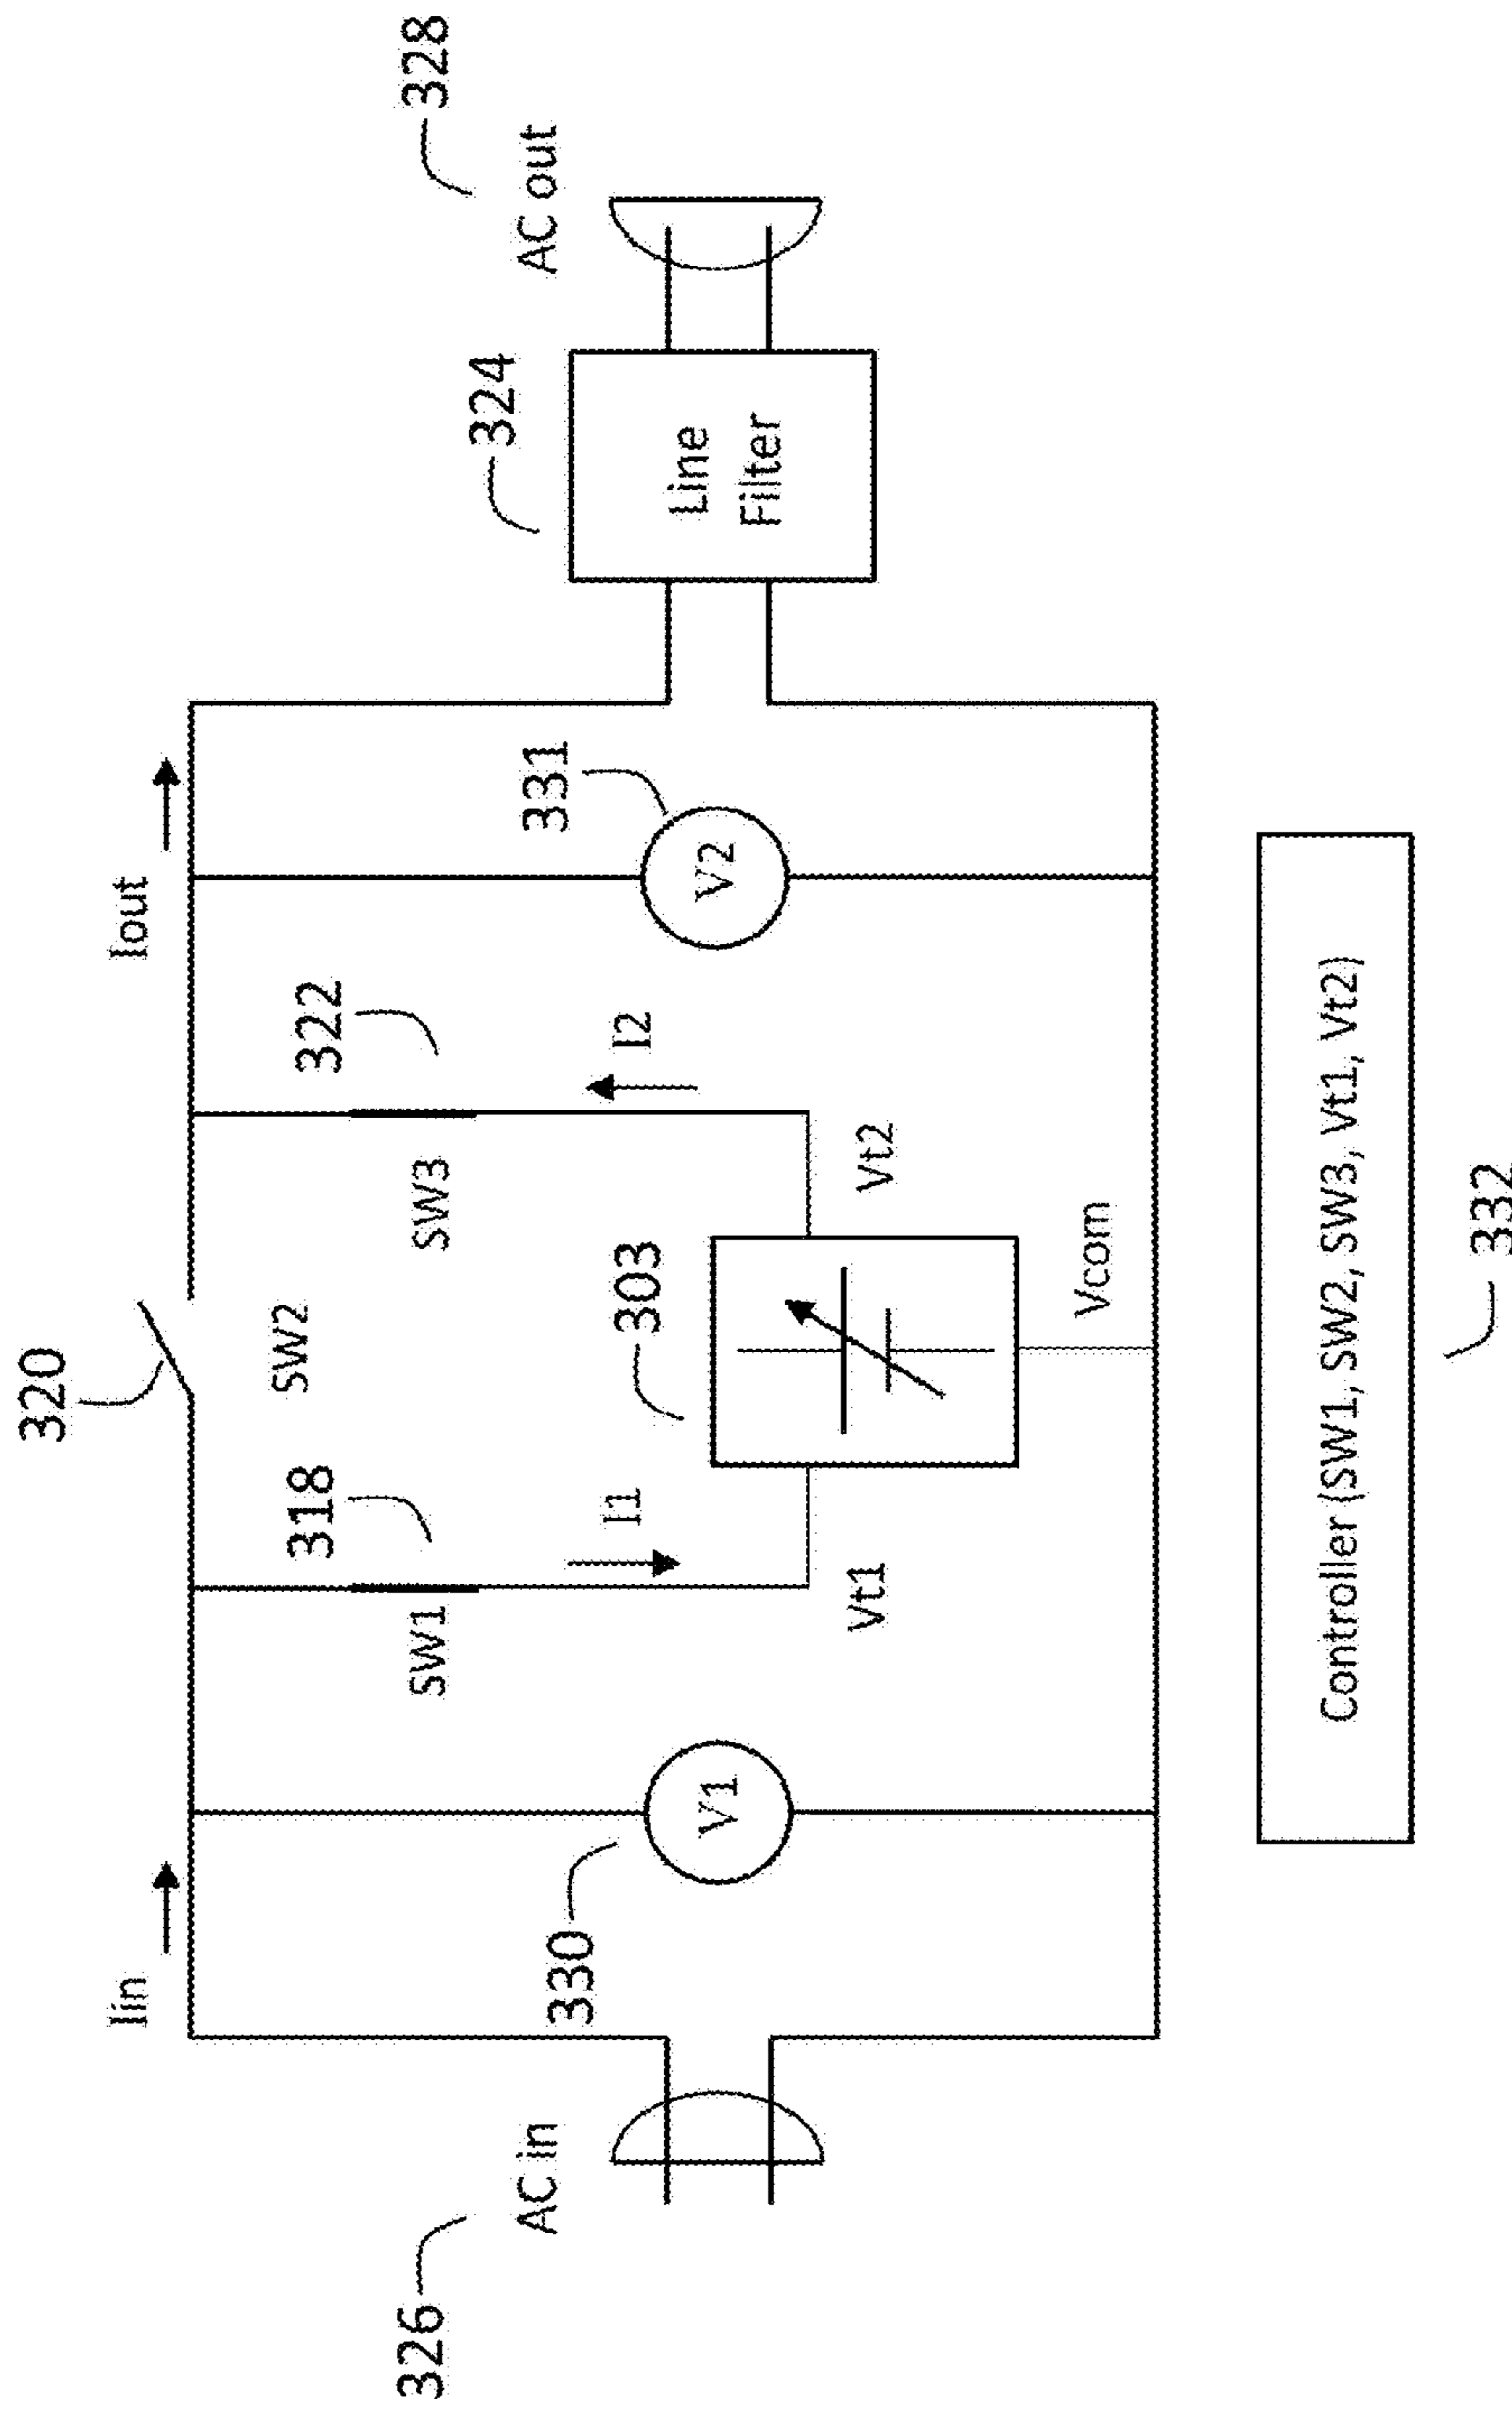 320
Iin
Iout
SW2
318
322
328
SW1
SW3
324
326
330
I1
303
I2
331
AC in
AC out
V1
V2
Line
Filter
Vt1
Vt2
Vcom
Controller (SW1, SW2, SW3, Vt1, Vt2)
332